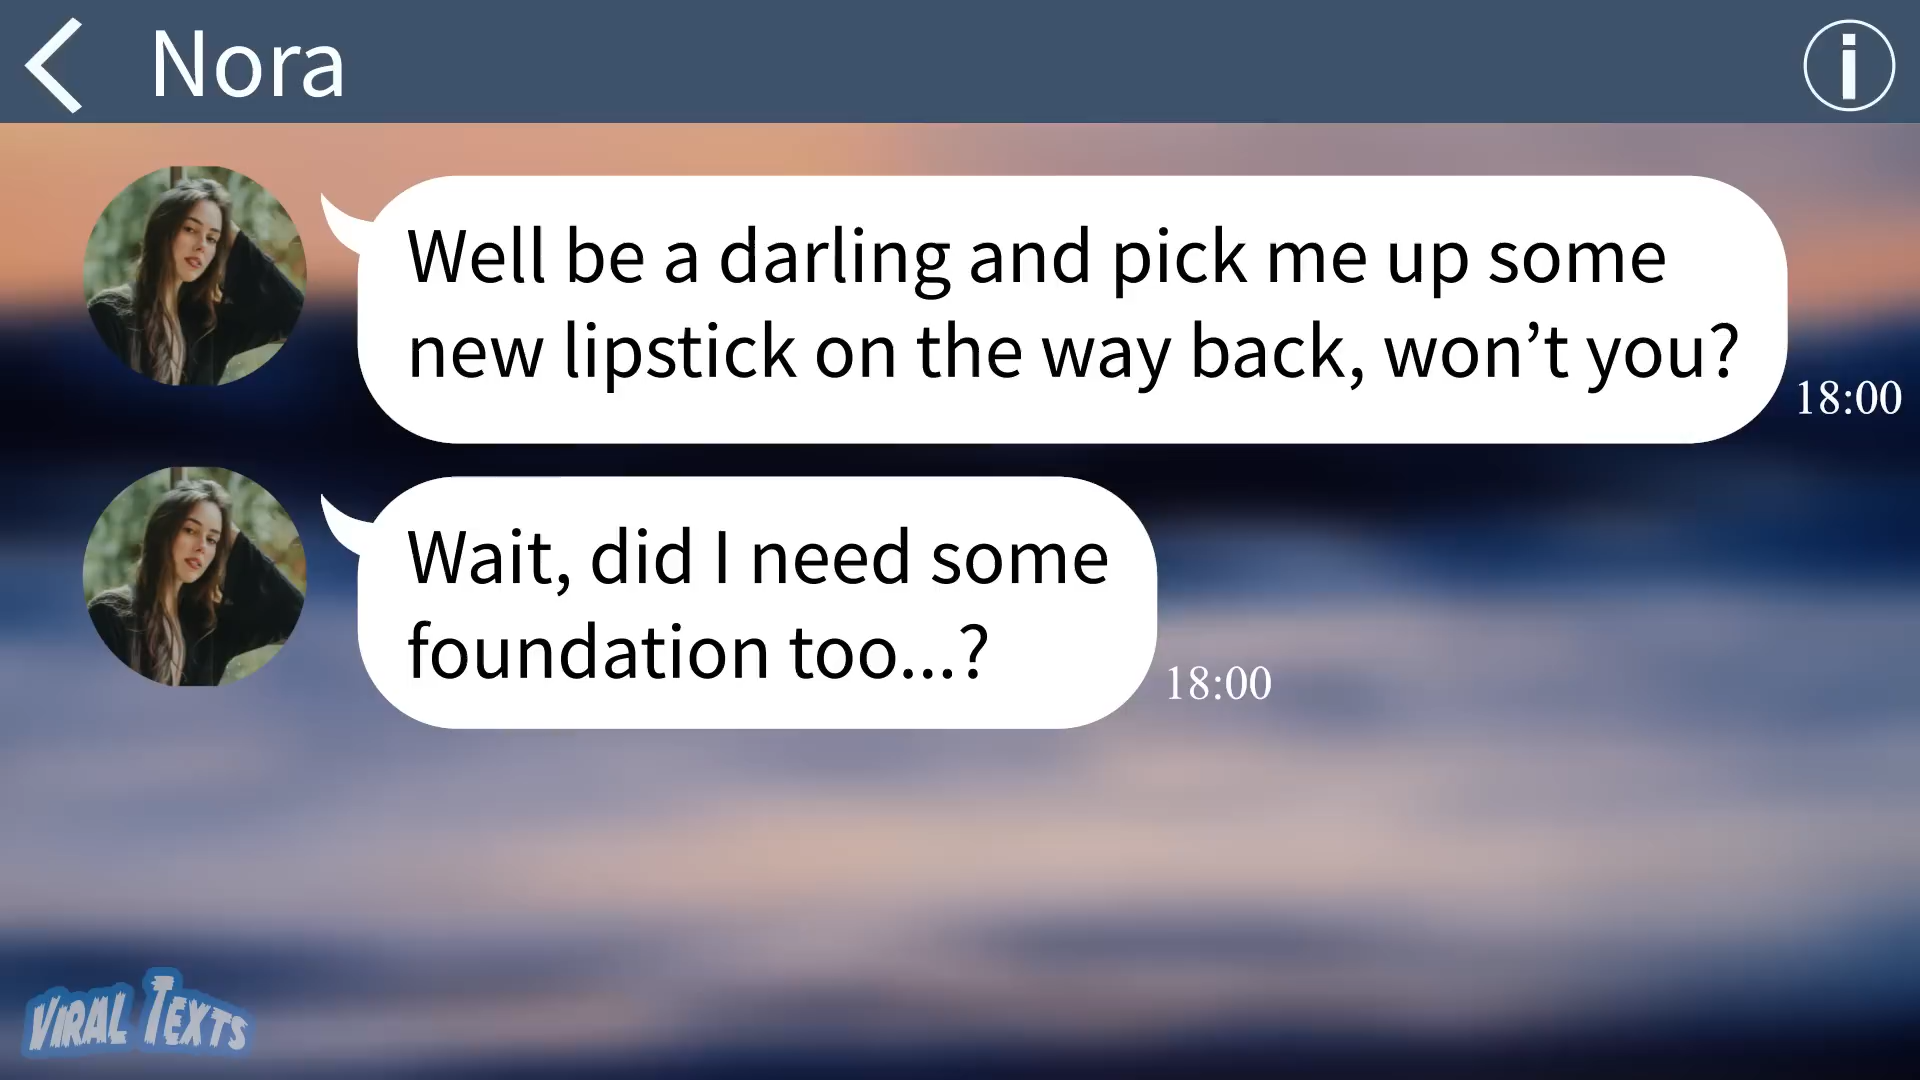 Nora
Well be a darling and pick me up some
new lipstick on the way back, won’t you?
18:00
Wait, did I need some
foundation too...?
18:00
VIRAL TEXTS